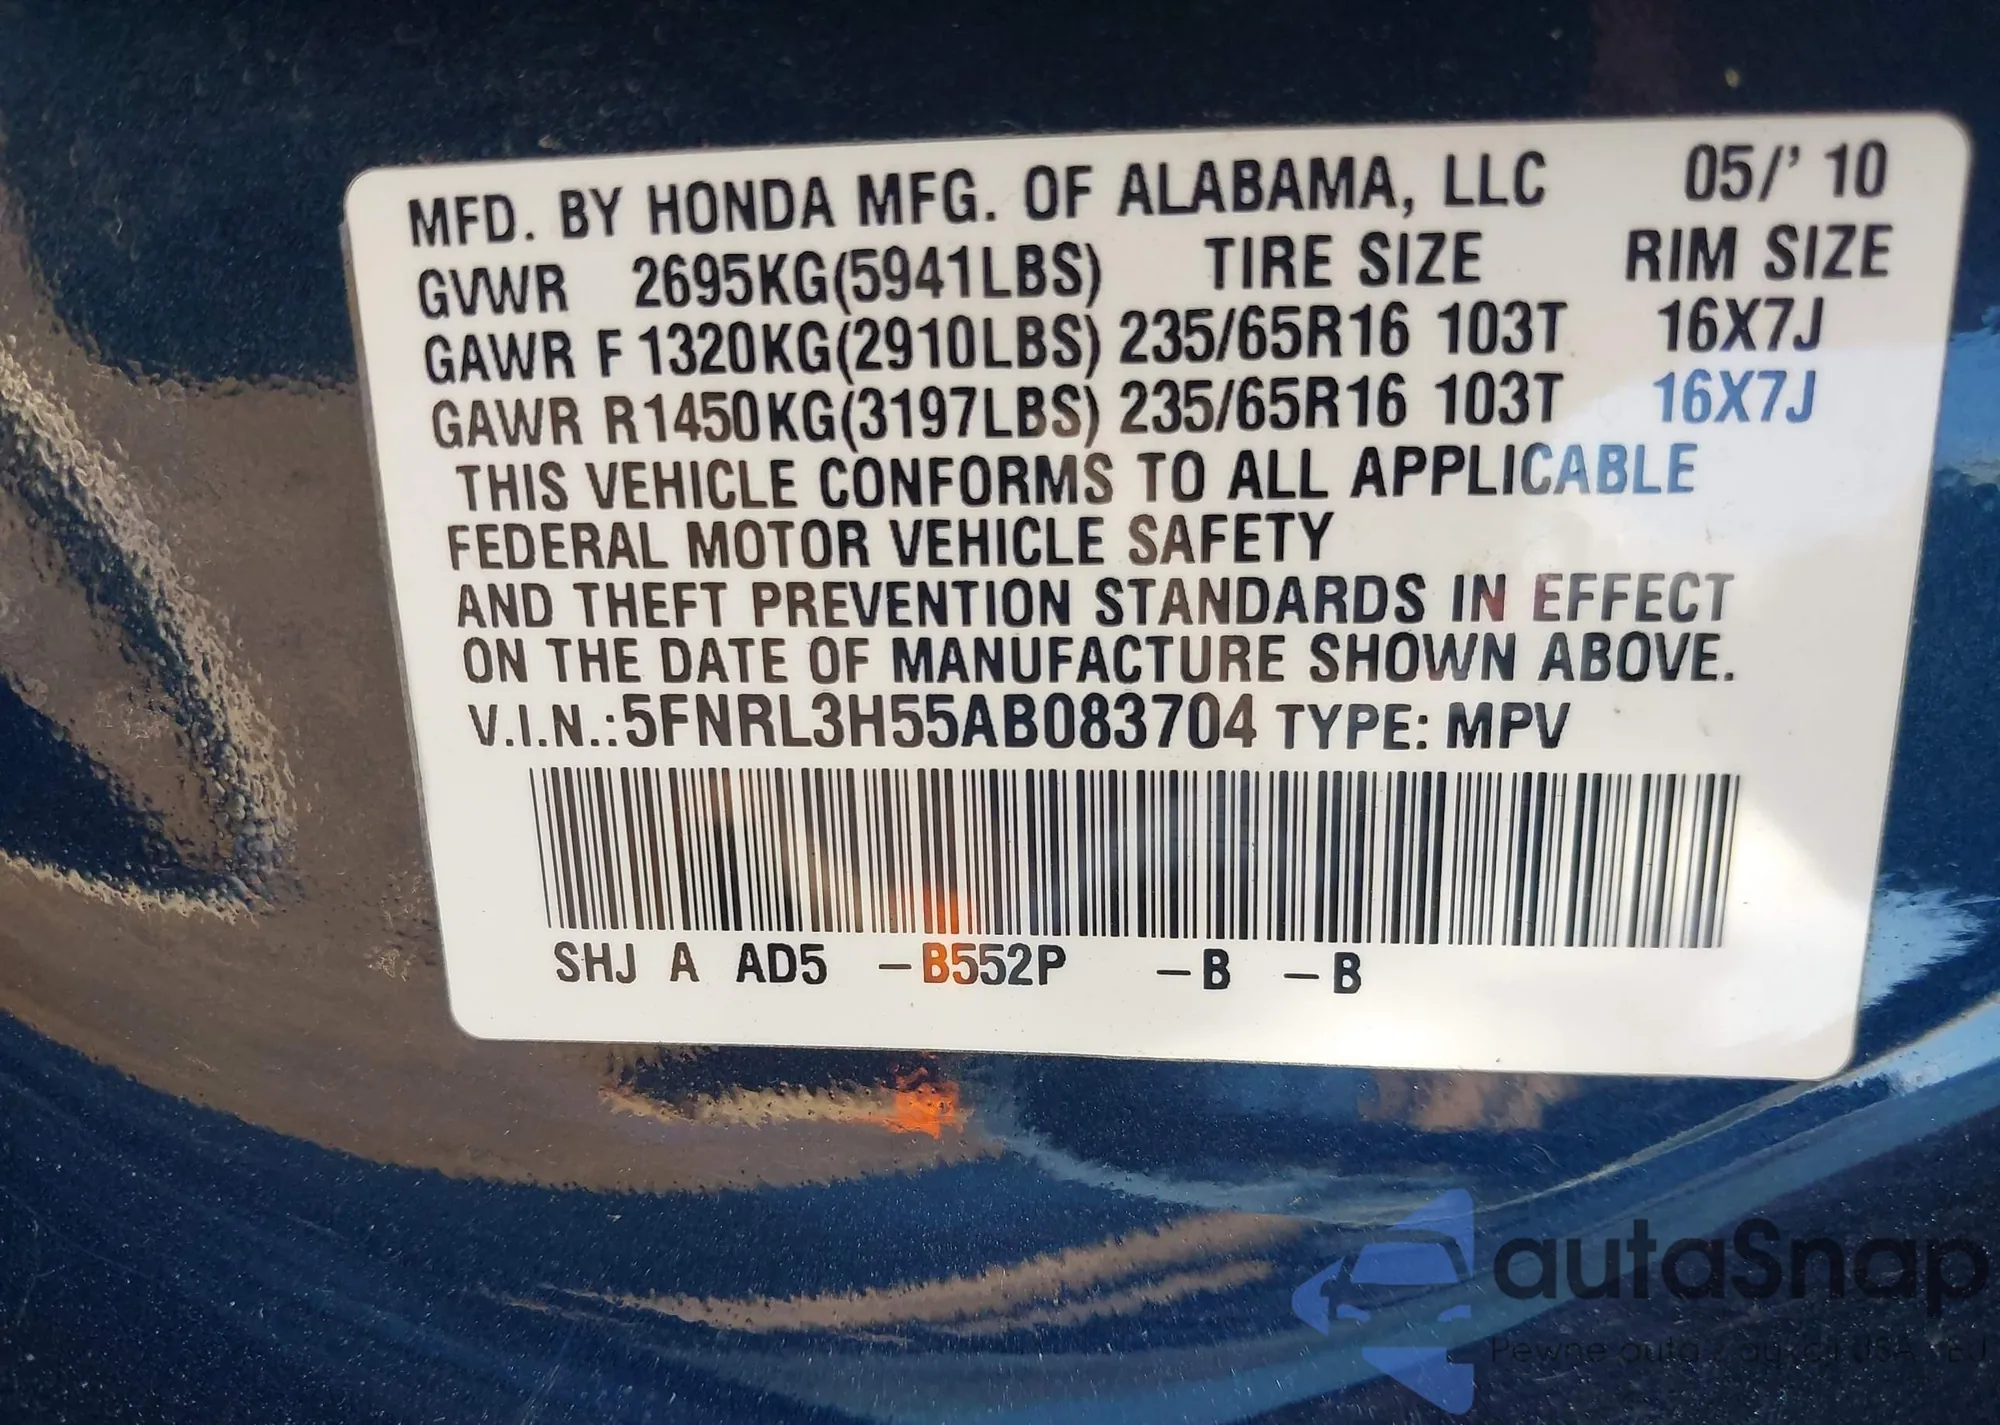 MFD. BY HONDA MFG. OF ALABAMA, LLC 05/' 10
GVWR 2695KG(5941LBS) TIRE SIZE RIM SIZE
GAWR F 1320KG(2910LBS) 235/65R16 103T 16X7J
GAWR R1450KG(3197LBS) 235/65R16 103T 16X7J
THIS VEHICLE CONFORMS TO ALL APPLICABLE
FEDERAL MOTOR VEHICLE SAFETY
AND THEFT PREVENTION STANDARDS IN EFFECT
ON THE DATE OF MANUFACTURE SHOWN ABOVE.
V.I.N.:5FNRL3H55AB083704 TYPE: MPV
SHJ A AD5 –B552P –B –B
autaSnap
Pewne auta z USA